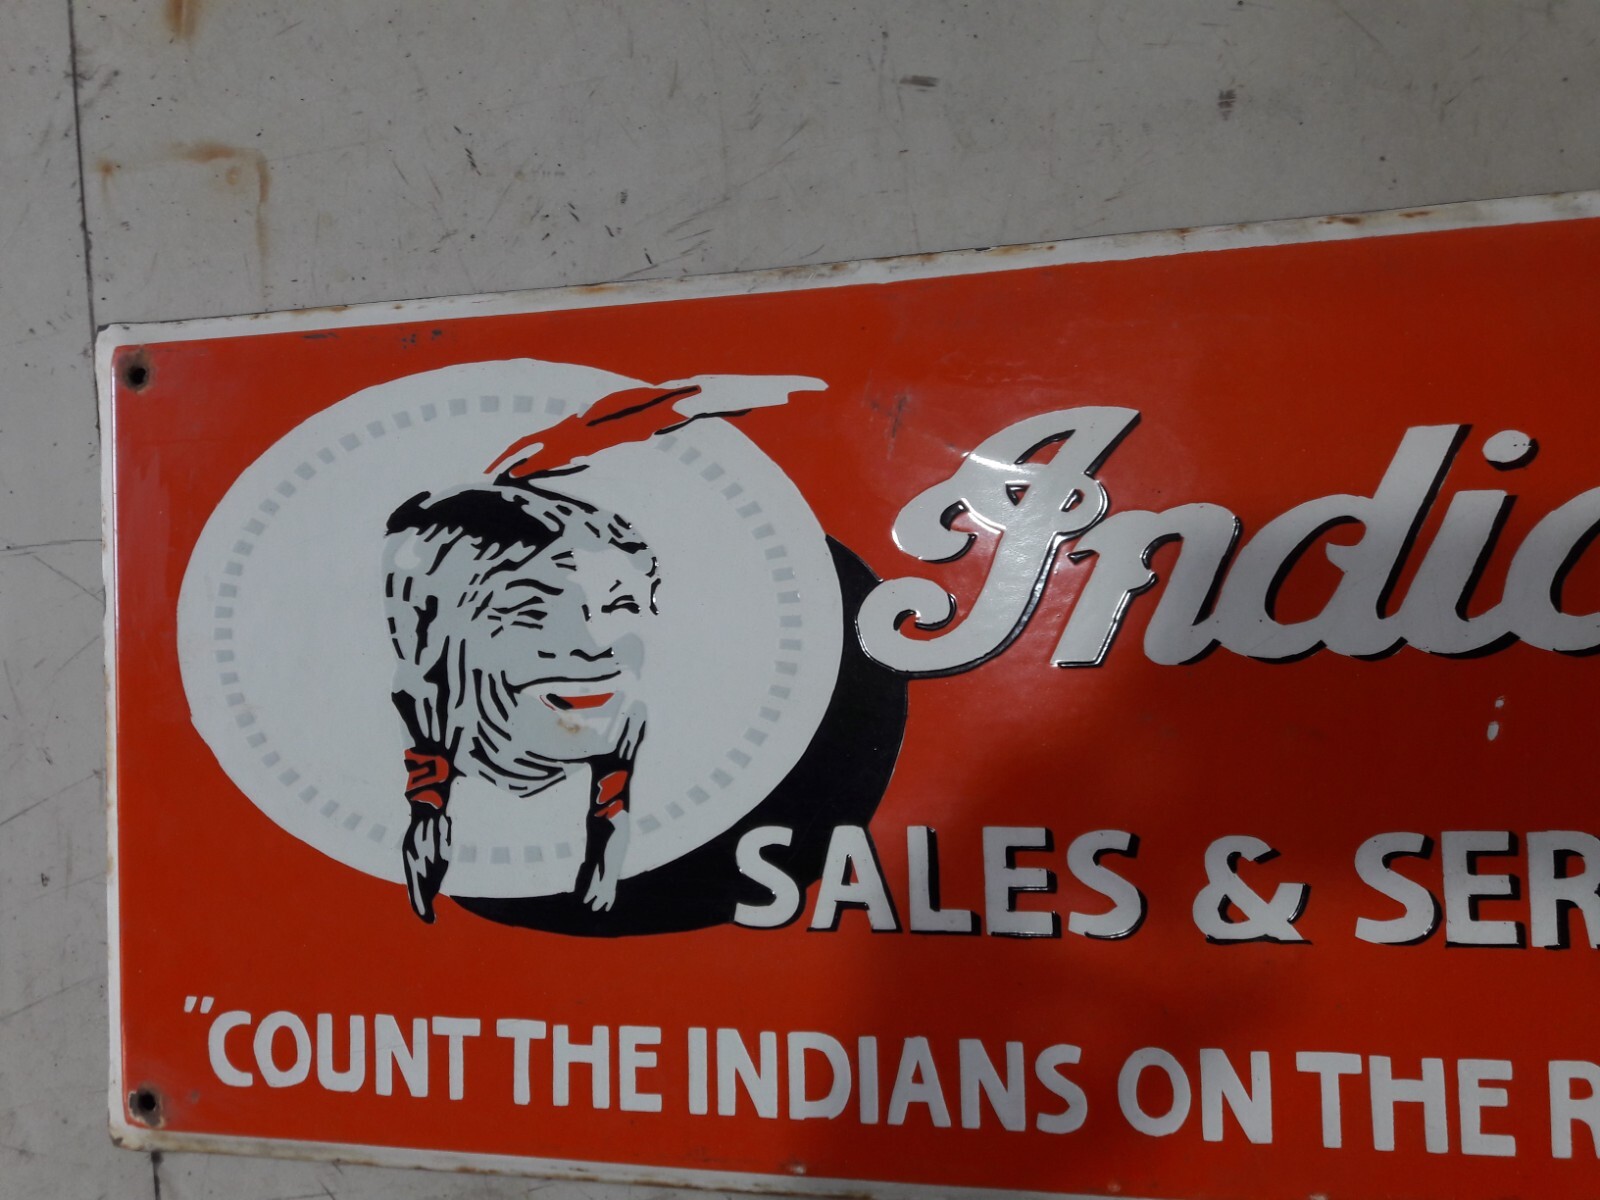 Indic
SALES & SER
"COUNT THE INDIANS ON THE R